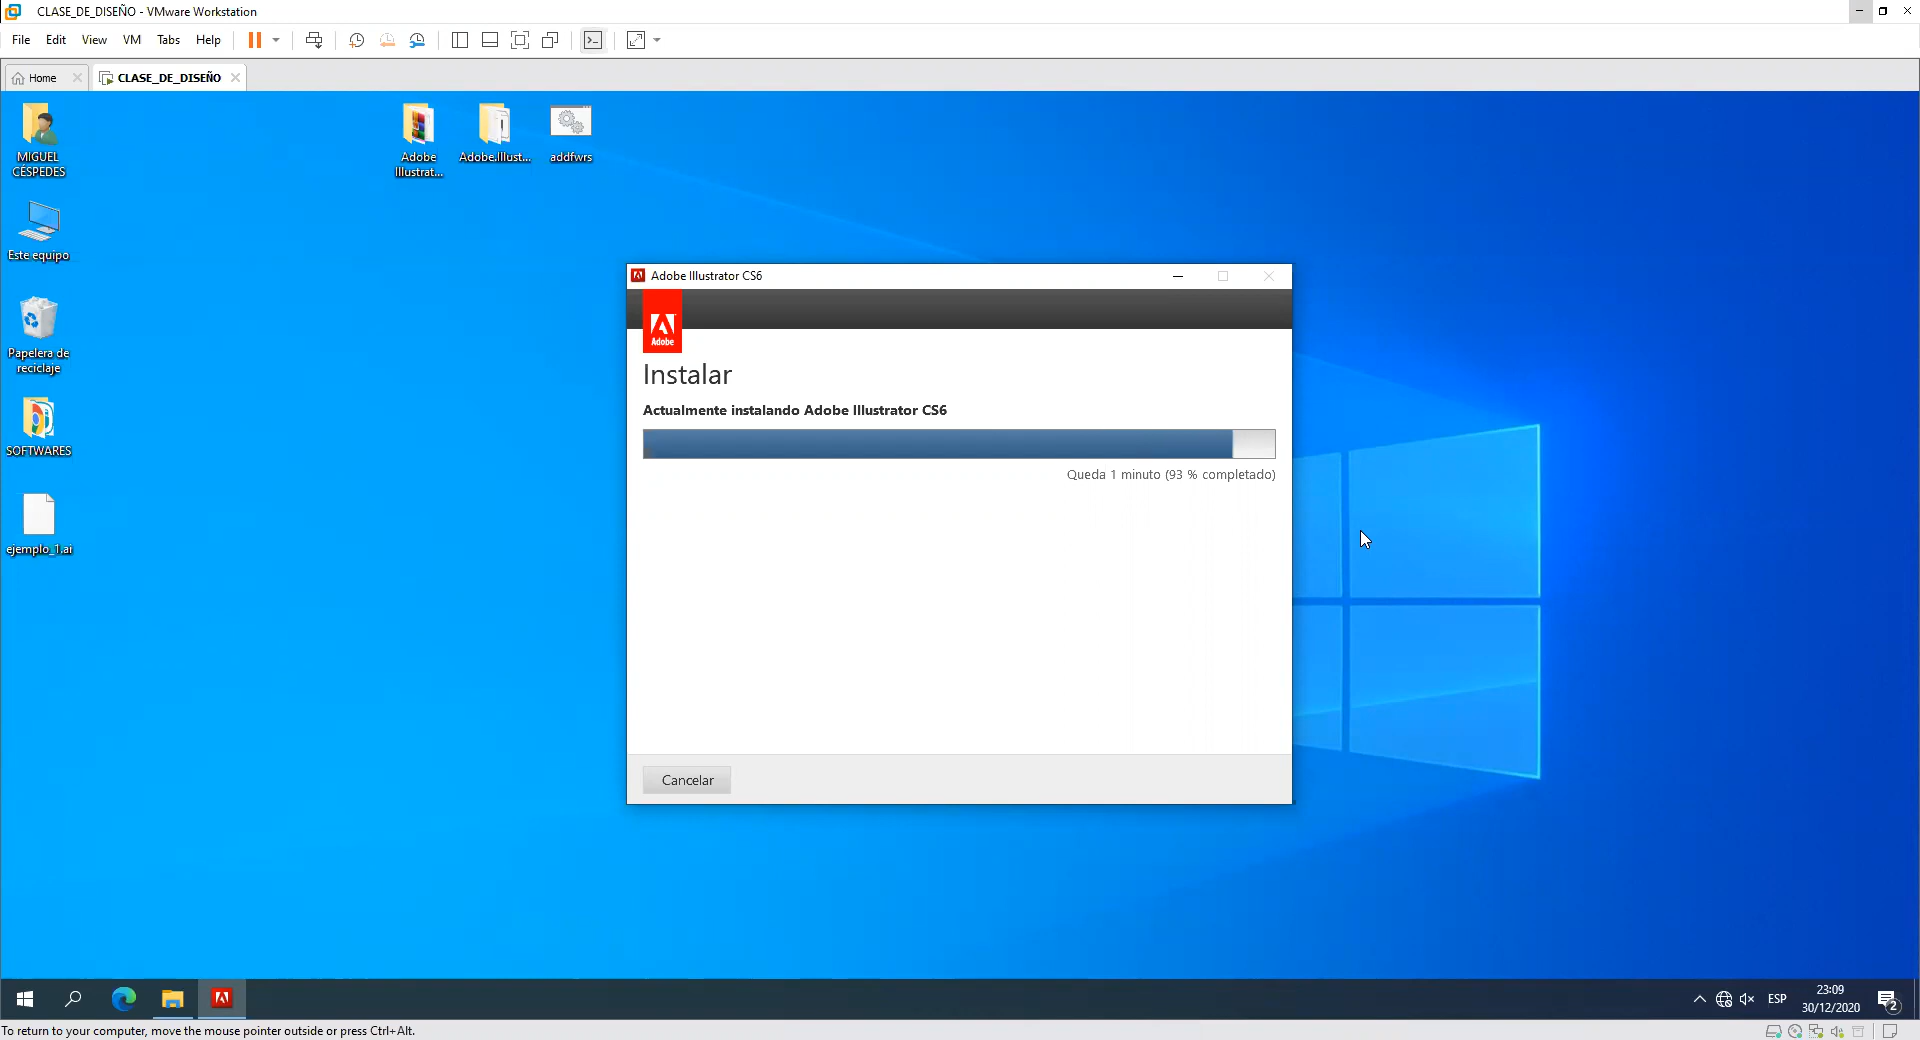 CLASE_DE_DISEÑO - VMware Workstation
File Edit View VM Tabs Help
Home CLASE_DE_DISEÑO
MIGUEL
CÉSPEDES
Adobe
Illustrat...
Adobe.Illust...
addfwrs
Este equipo
Papelera de
reciclaje
SOFTWARES
ejemplo_1.ai
Adobe Illustrator CS6
Adobe
Instalar
Actualmente instalando Adobe Illustrator CS6
Queda 1 minuto (93 % completado)
Cancelar
ESP
23:09
30/12/2020
2
To return to your computer, move the mouse pointer outside or press Ctrl+Alt.